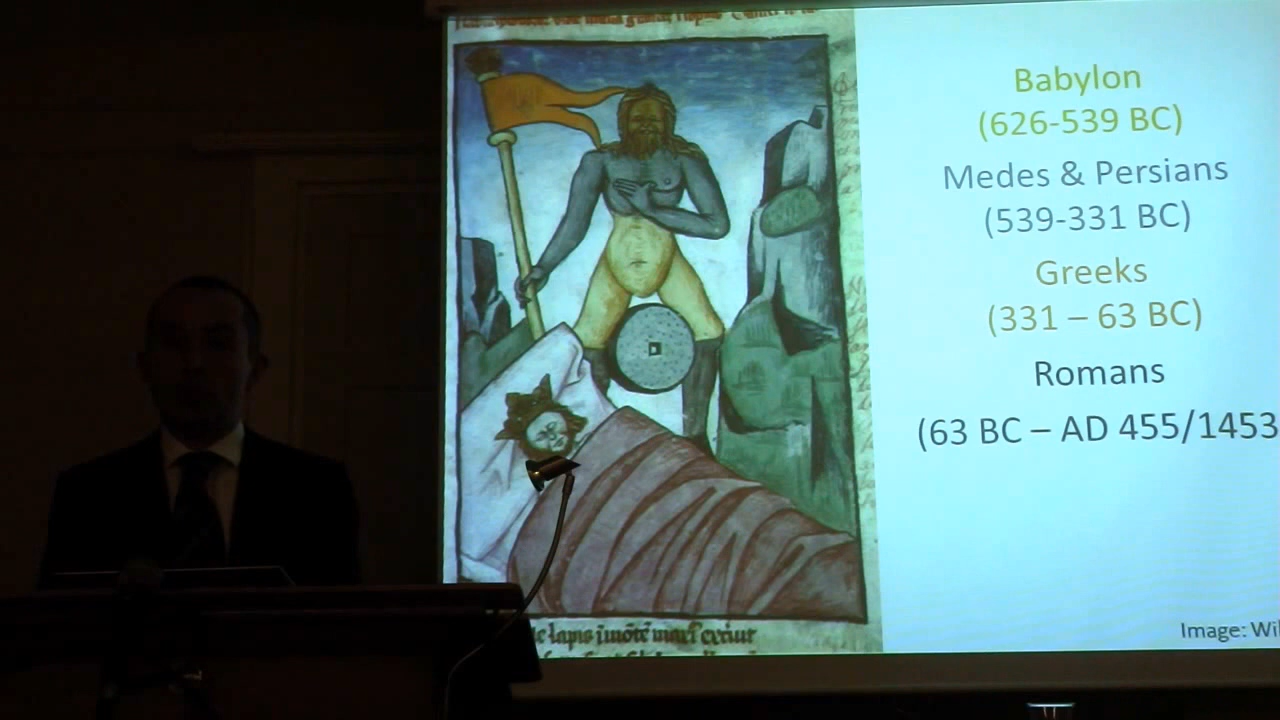 Babylon
(626-539 BC)
Medes & Persians
(539-331 BC)
Greeks
(331 – 63 BC)
Romans
(63 BC – AD 455/1453
Image:
lapis